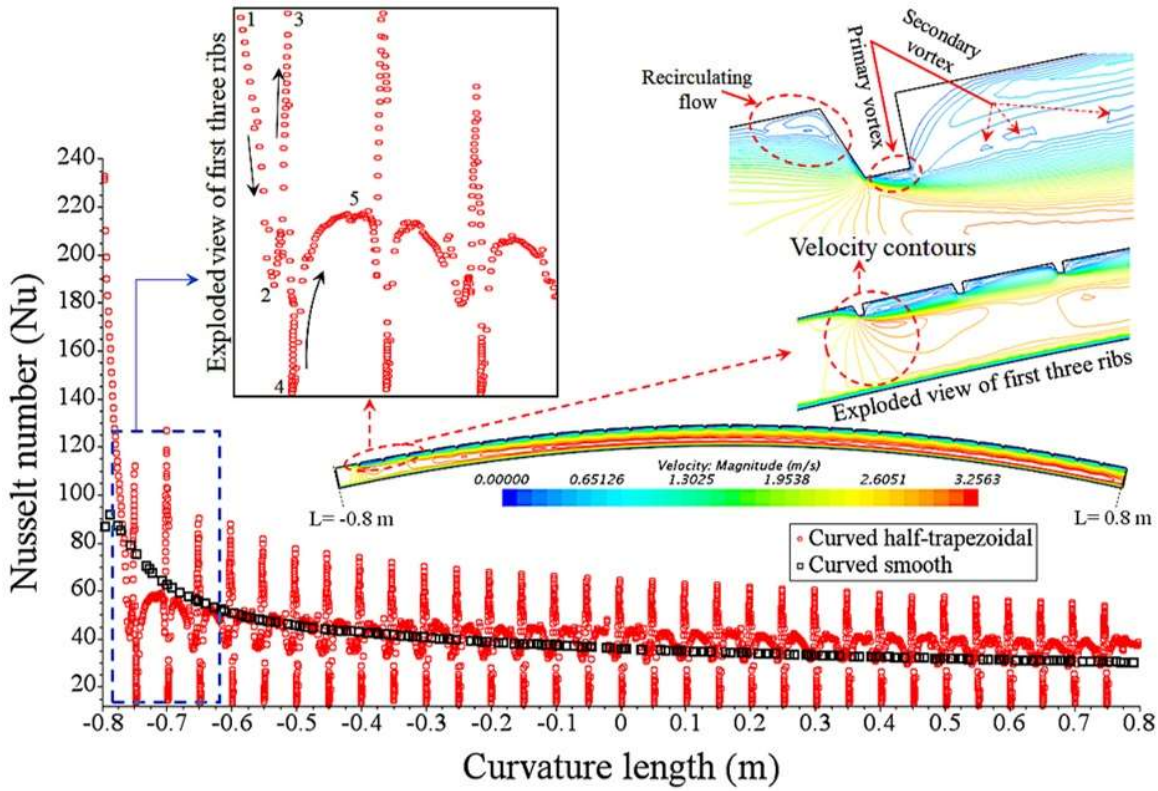 1
3
5
2
4
Exploded view of first three ribs
Recirculating
flow
Primary
vortex
Secondary
vortex
Velocity contours
Exploded view of first three ribs
Velocity: Magnitude (m/s)
0.00000 0.65126 1.3025 1.9538 2.6051 3.2563
L= -0.8 m
L= 0.8 m
Curved half-trapezoidal
Curved smooth
Nusselt number (Nu)
240
220
200
180
160
140
120
100
80
60
40
20
-0.8 -0.7 -0.6 -0.5 -0.4 -0.3 -0.2 -0.1 0 0.1 0.2 0.3 0.4 0.5 0.6 0.7 0.8
Curvature length (m)